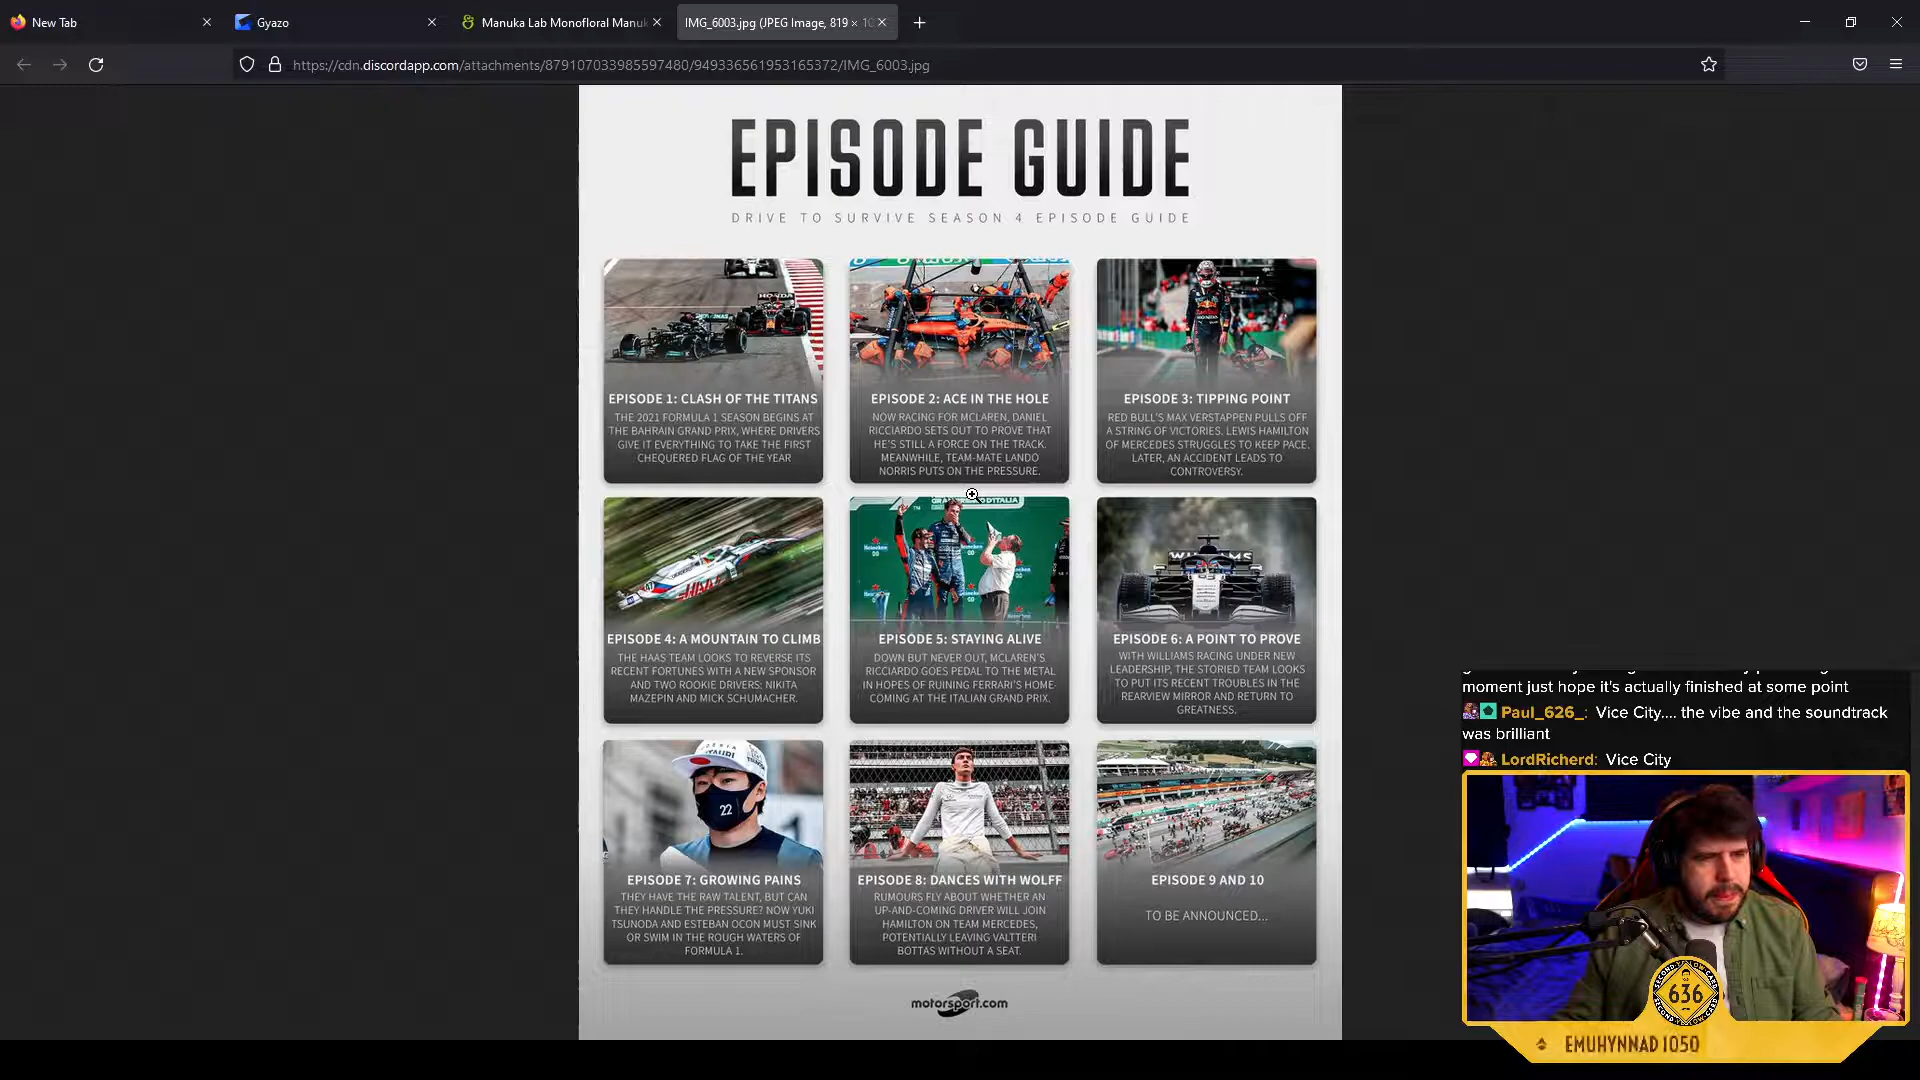 New Tab
Gyazo
Manuka Lab Monofloral Manuk
IMG_6003.jpg (JPEG Image, 819 × 10
https://cdn.discordapp.com/attachments/879107033985597480/949336561953165372/IMG_6003.jpg
EPISODE GUIDE
DRIVE TO SURVIVE SEASON 4 EPISODE GUIDE
HONDA
EPISODE 1: CLASH OF THE TITANS
THE 2021 FORMULA 1 SEASON BEGINS AT
THE BAHRAIN GRAND PRIX, WHERE DRIVERS
GIVE IT EVERYTHING TO TAKE THE FIRST
CHEQUERED FLAG OF THE YEAR
EPISODE 2: ACE IN THE HOLE
NOW RACING FOR MCLAREN, DANIEL
RICCIARDO SETS OUT TO PROVE THAT
HE'S STILL A FORCE ON THE TRACK.
MEANWHILE, TEAM-MATE LANDO
NORRIS PUTS ON THE PRESSURE.
EPISODE 3: TIPPING POINT
RED BULL'S MAX VERSTAPPEN PULLS OFF
A STRING OF VICTORIES. LEWIS HAMILTON
OF MERCEDES STRUGGLES TO KEEP PACE.
LATER, AN ACCIDENT LEADS TO
CONTROVERSY.
EPISODE 4: A MOUNTAIN TO CLIMB
THE HAAS TEAM LOOKS TO REVERSE ITS
RECENT FORTUNES WITH A NEW SPONSOR
AND TWO ROOKIE DRIVERS: NIKITA
MAZEPIN AND MICK SCHUMACHER.
D'ITALIA
Heineken
EPISODE 5: STAYING ALIVE
DOWN BUT NEVER OUT, MCLAREN'S
RICCIARDO GOES PEDAL TO THE METAL
IN HOPES OF RUINING FERRARI'S HOME-
COMING AT THE ITALIAN GRAND PRIX.
EPISODE 6: A POINT TO PROVE
WITH WILLIAMS RACING UNDER NEW
LEADERSHIP, THE STORIED TEAM LOOKS
TO PUT ITS RECENT TROUBLES IN THE
REARVIEW MIRROR AND RETURN TO
GREATNESS.
22
EPISODE 7: GROWING PAINS
THEY HAVE THE RAW TALENT, BUT CAN
THEY HANDLE THE PRESSURE? NOW YUKI
TSUNODA AND ESTEBAN OCON MUST SINK
OR SWIM IN THE ROUGH WATERS OF
FORMULA 1.
EPISODE 8: DANCES WITH WOLFF
RUMOURS FLY ABOUT WHETHER AN
UP-AND-COMING DRIVER WILL JOIN
HAMILTON ON TEAM MERCEDES,
POTENTIALLY LEAVING VALTTERI
BOTTAS WITHOUT A SEAT.
EPISODE 9 AND 10
TO BE ANNOUNCED...
motorsport.com
moment just hope it's actually finished at some point
Paul_626_: Vice City.... the vibe and the soundtrack
was brilliant
LordRicherd: Vice City
SECOND YELLOW CARD
636
EMUHYNNAD 1050